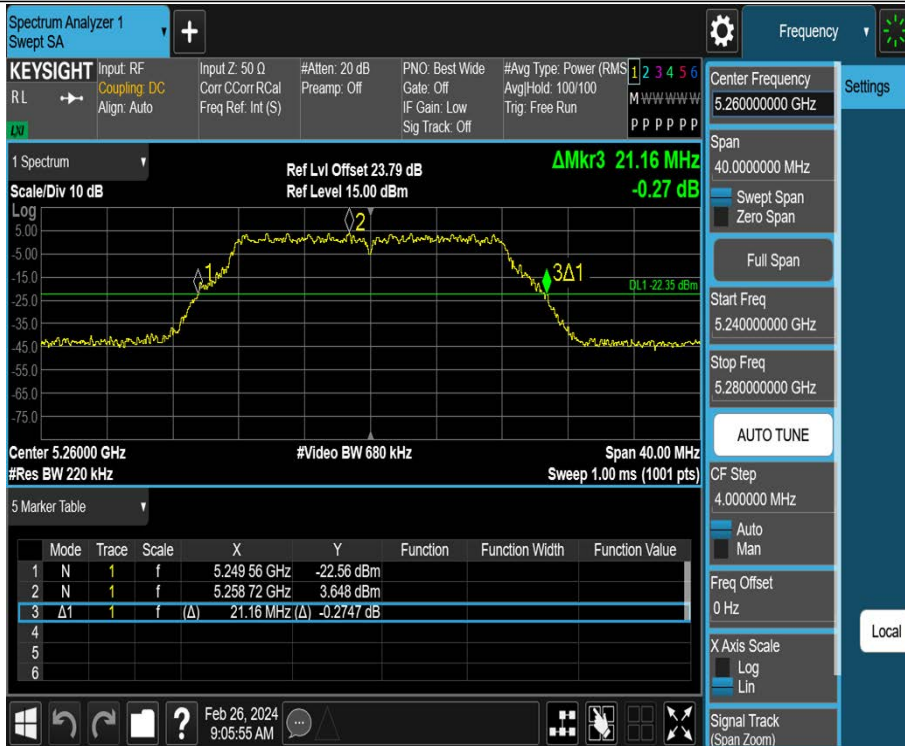 Spectrum Analyzer 1
Swept SA
+
Frequency
KEYSIGHT
RL
LXI
Input: RF
Coupling: DC
Align: Auto
Input Z: 50 Ω
Corr CCorr RCal
Freq Ref: Int (S)
#Atten: 20 dB
Preamp: Off
PNO: Best Wide
Gate: Off
IF Gain: Low
Sig Track: Off
#Avg Type: Power (RMS
Avg|Hold: 100/100
Trig: Free Run
1 2 3 4 5 6
M W W W W W
P P P P P P
1 Spectrum
Scale/Div 10 dB
Ref Lvl Offset 23.79 dB
Ref Level 15.00 dBm
ΔMkr3 21.16 MHz
-0.27 dB
Log
5.00
-5.00
-15.0
-25.0
-35.0
-45.0
-55.0
-65.0
-75.0
1
2
3Δ1
DL1 -22.35 dBm
Center 5.26000 GHz
#Video BW 680 kHz
Span 40.00 MHz
#Res BW 220 kHz
Sweep 1.00 ms (1001 pts)
5 Marker Table
Mode Trace Scale X Y Function Function Width Function Value
1 N 1 f 5.249 56 GHz -22.56 dBm
2 N 1 f 5.258 72 GHz 3.648 dBm
3 Δ1 1 f (Δ) 21.16 MHz (Δ) -0.2747 dB
4
5
6
?
Feb 26, 2024
9:05:55 AM
Center Frequency
5.260000000 GHz
Span
40.0000000 MHz
Swept Span
Zero Span
Full Span
Start Freq
5.240000000 GHz
Stop Freq
5.280000000 GHz
AUTO TUNE
CF Step
4.000000 MHz
Auto
Man
Freq Offset
0 Hz
X Axis Scale
Log
Lin
Signal Track
(Span Zoom)
Settings
Local